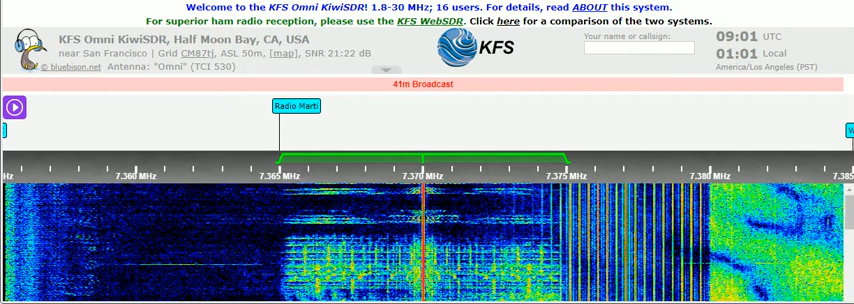 Welcome to the KFS Omni KiwiSDR! 1.8-30 MHz; 16 users. For details, read ABOUT this system.
For superior ham radio reception, please use the KFS WebSDR. Click here for a comparison of the two systems.
KFS Omni KiwiSDR, Half Moon Bay, CA, USA
near San Francisco | Grid CM87tj, ASL 50m, [map], SNR 21:22 dB
© bluebison.net Antenna: "Omni" (TCI 530)
KFS
Your name or callsign:
09:01 UTC
01:01 Local
America/Los Angeles (PST)
41m Broadcast
Radio Marti
Hz 7.360 MHz 7.365 MHz 7.370 MHz 7.375 MHz 7.380 MHz 7.385